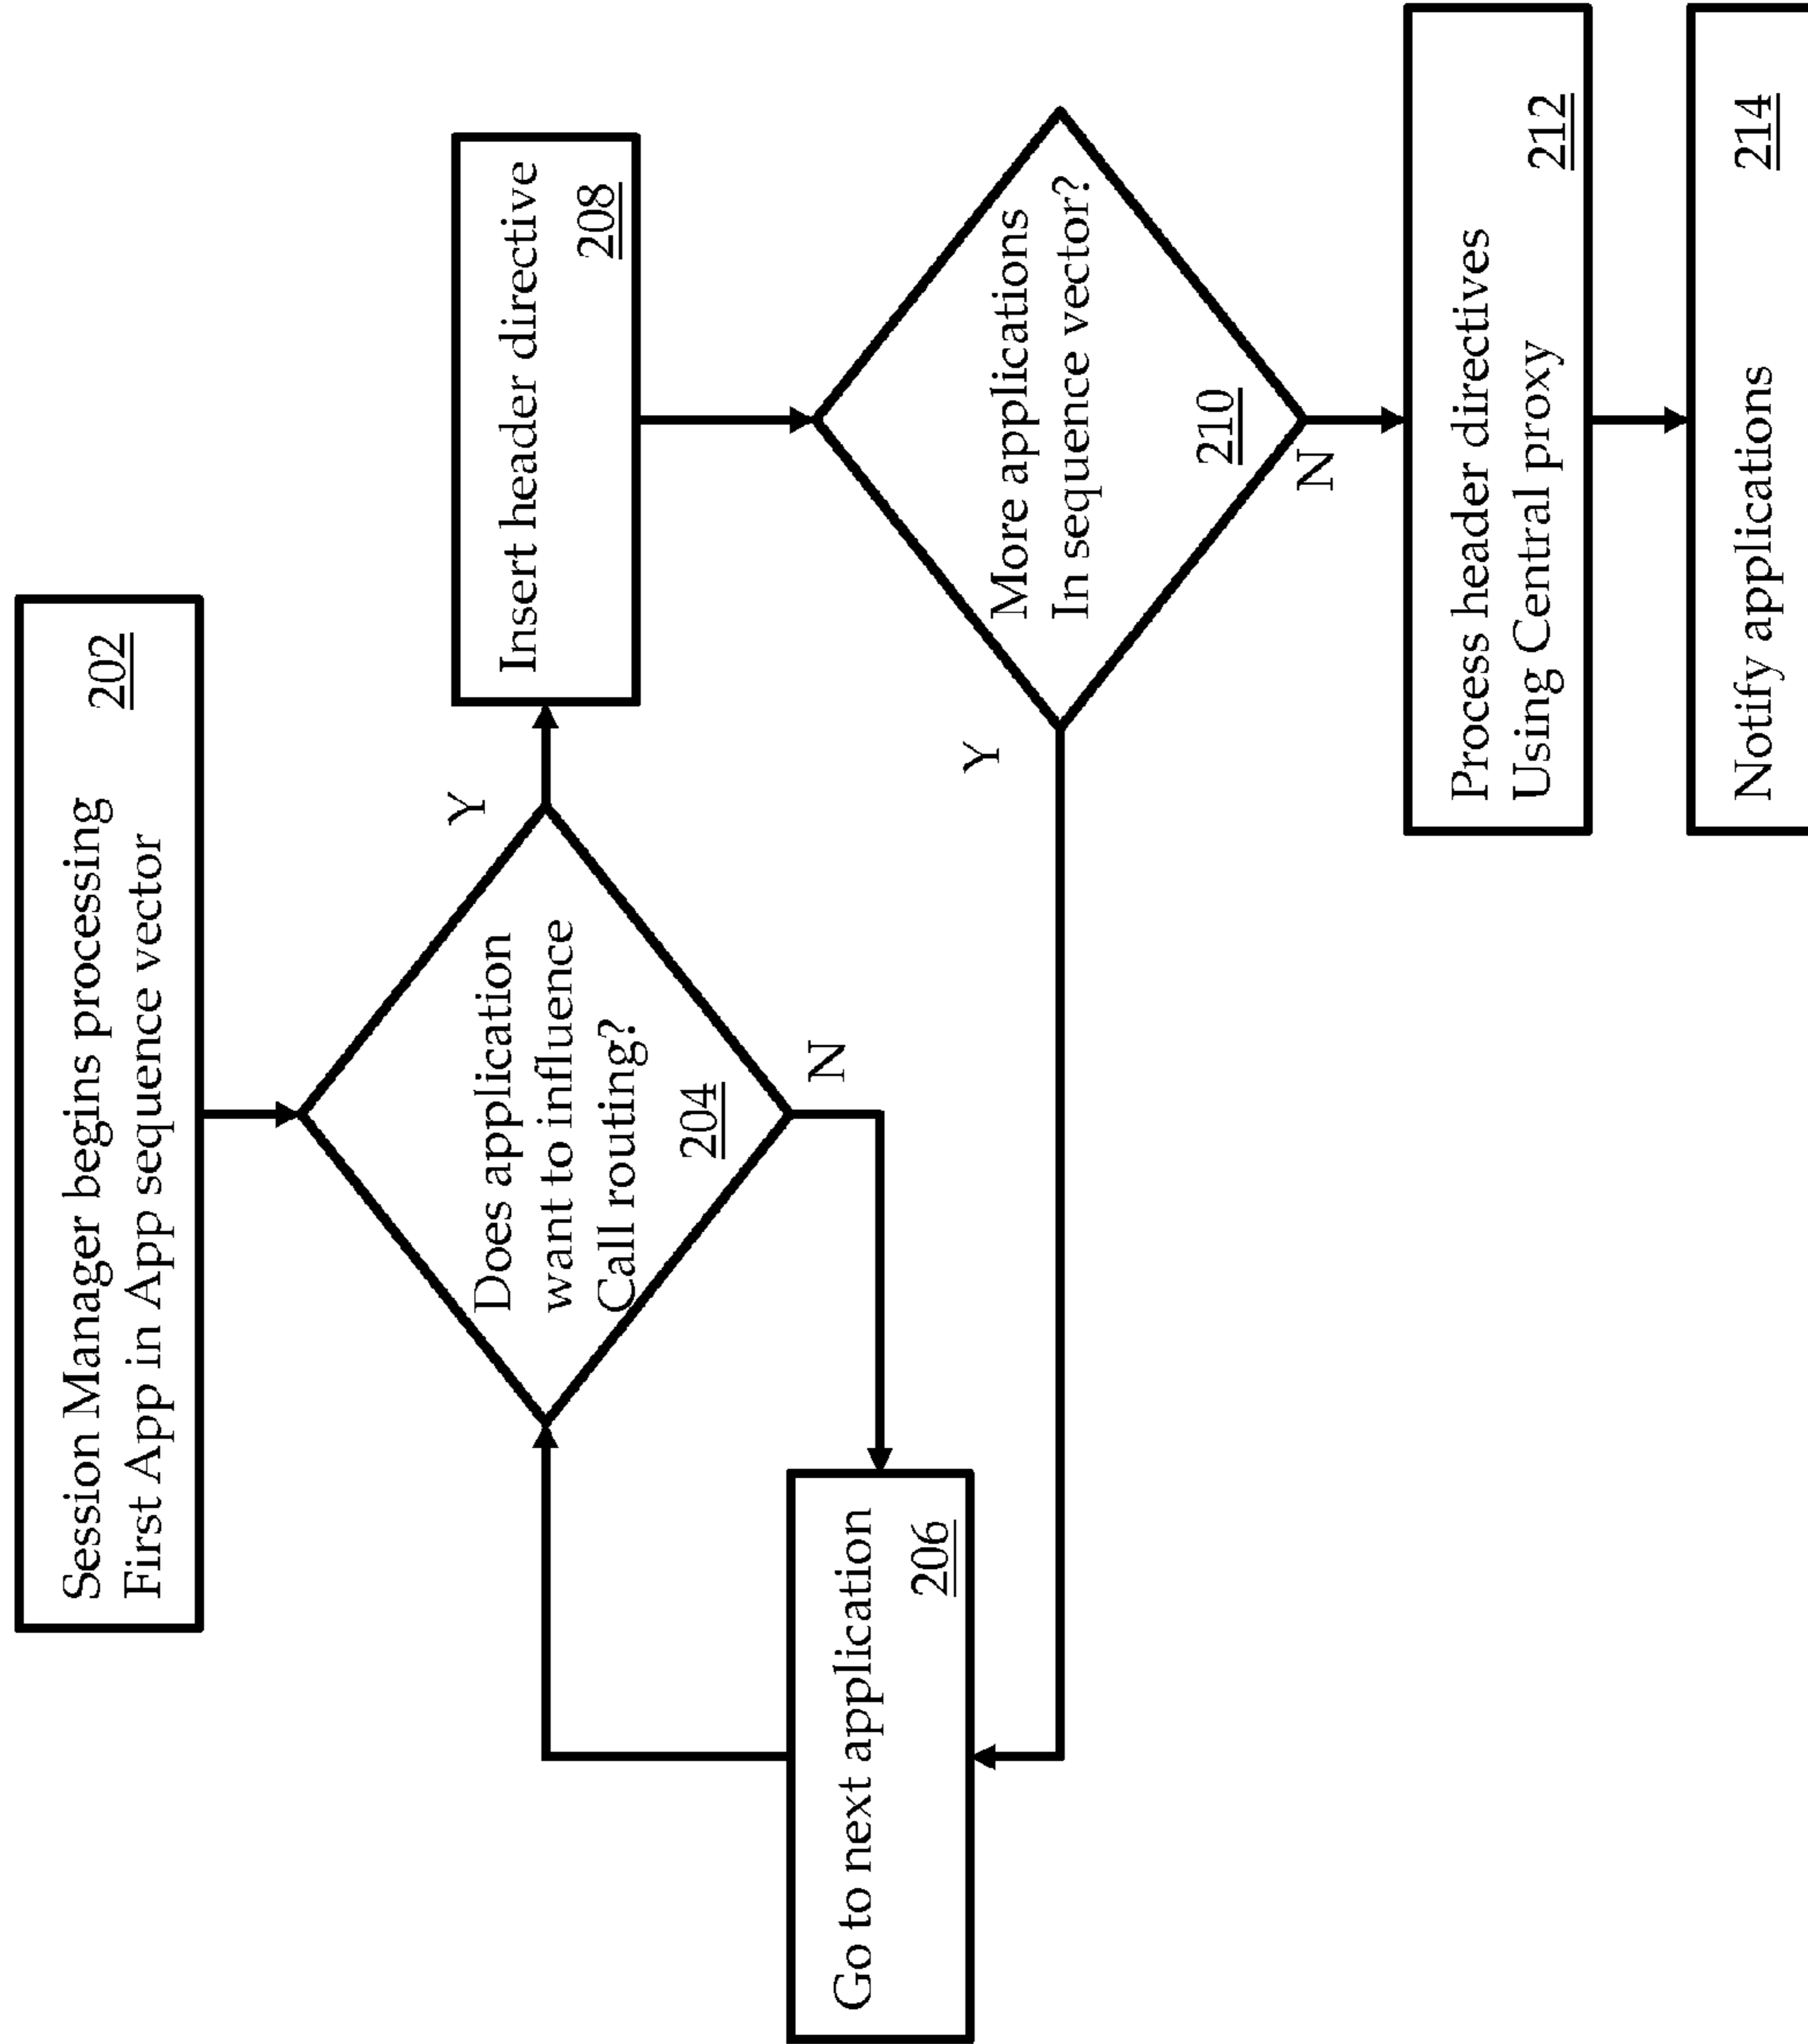 Session Manager begins processing
First App in App sequence vector
202
Does application
want to influence
Call routing?
204
Y
N
Insert header directive
208
Go to next application
206
More applications
In sequence vector?
210
Y
N
Process header directives
Using Central proxy
212
Notify applications
214